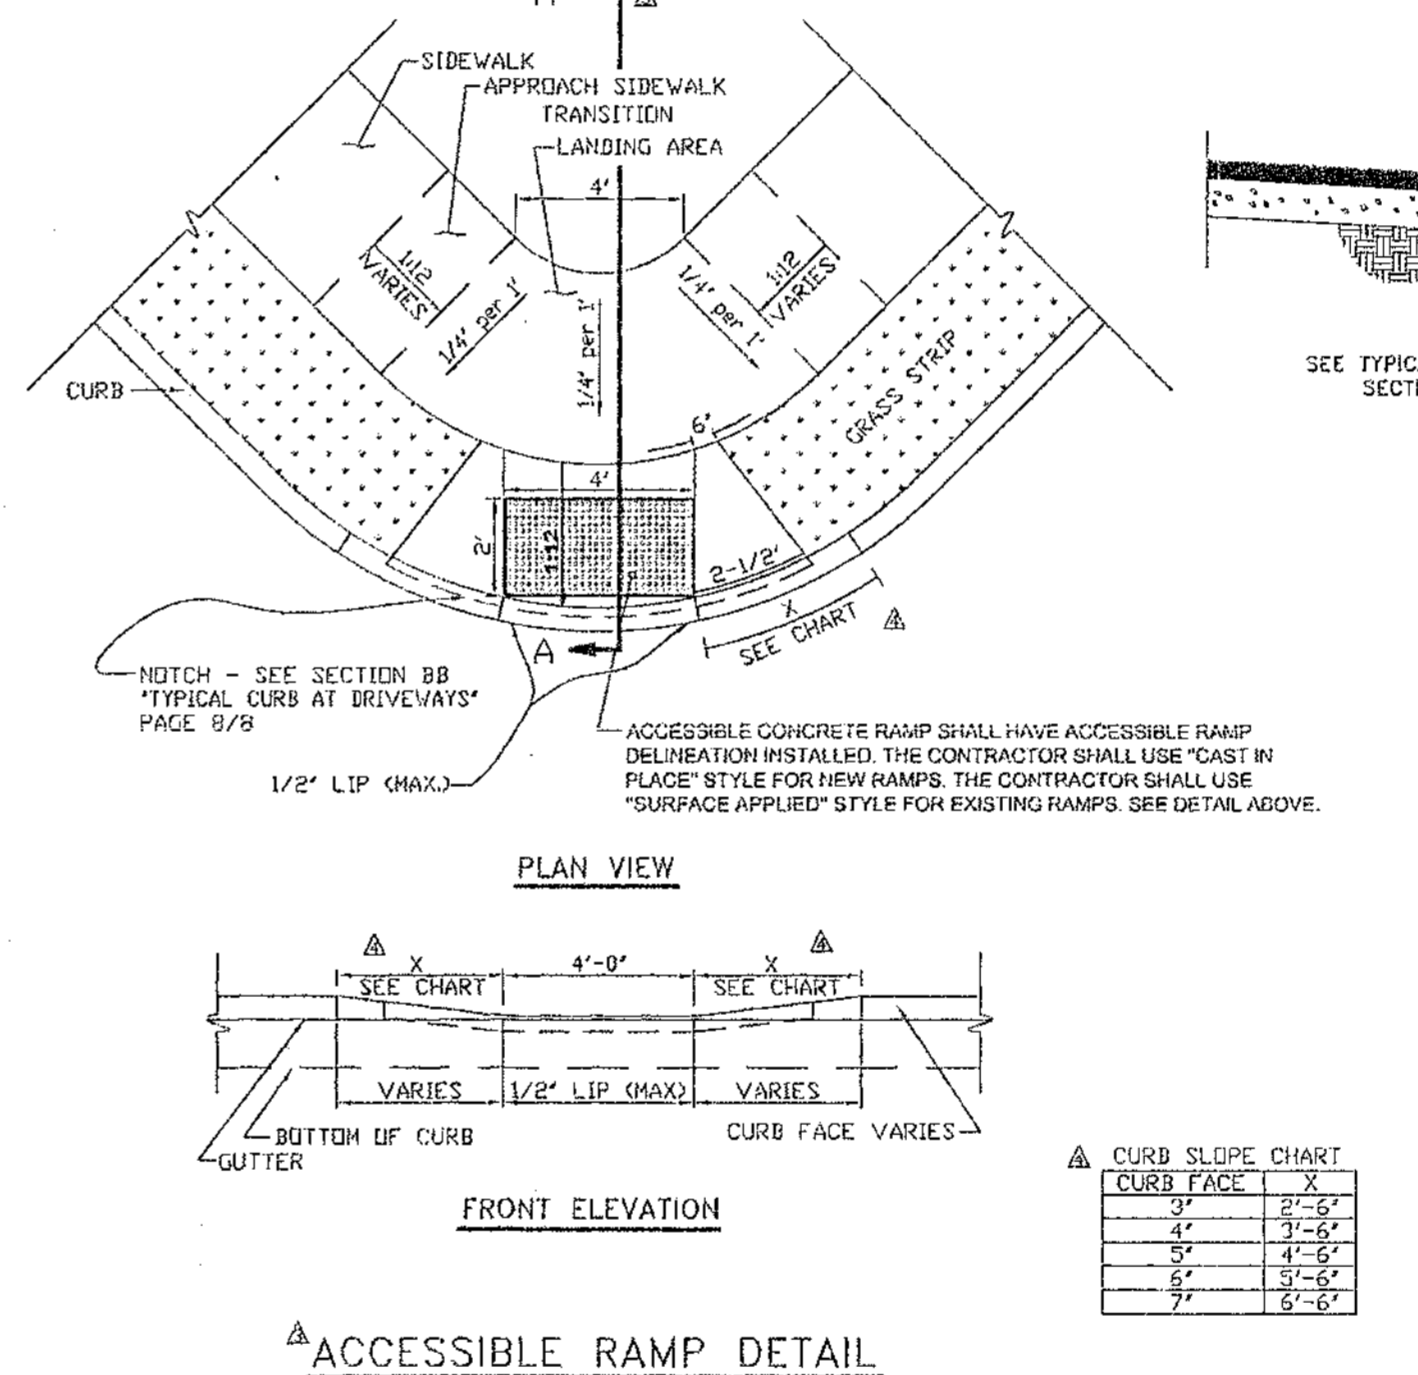 SIDEWALK
APPROACH SIDEWALK
TRANSITION
LANDING AREA
4'
1:12
VARIES
1/4" per 1'
1/4" per 1'
1/4" per 1'
1:12
VARIES
SEE TYPIC
SECTI
CURB
GRASS STRIP
6'
4'
2'
1:12
2-1/2'
X
SEE CHART
4
A
NOTCH - SEE SECTION BB
"TYPICAL CURB AT DRIVEWAYS"
PAGE 8/8
1/2" LIP (MAX.)
ACCESSIBLE CONCRETE RAMP SHALL HAVE ACCESSIBLE RAMP
DELINEATION INSTALLED. THE CONTRACTOR SHALL USE "CAST IN
PLACE" STYLE FOR NEW RAMPS. THE CONTRACTOR SHALL USE
"SURFACE APPLIED" STYLE FOR EXISTING RAMPS. SEE DETAIL ABOVE.
PLAN VIEW
4
4
X
4'-0"
X
SEE CHART
SEE CHART
VARIES
1/2" LIP (MAX)
VARIES
BOTTOM OF CURB
CURB FACE VARIES
GUTTER
FRONT ELEVATION
4 CURB SLOPE CHART
CURB FACE X
3" 2'-6"
4" 3'-6"
5" 4'-6"
6" 5'-6"
7" 6'-6"
3 ACCESSIBLE RAMP DETAIL